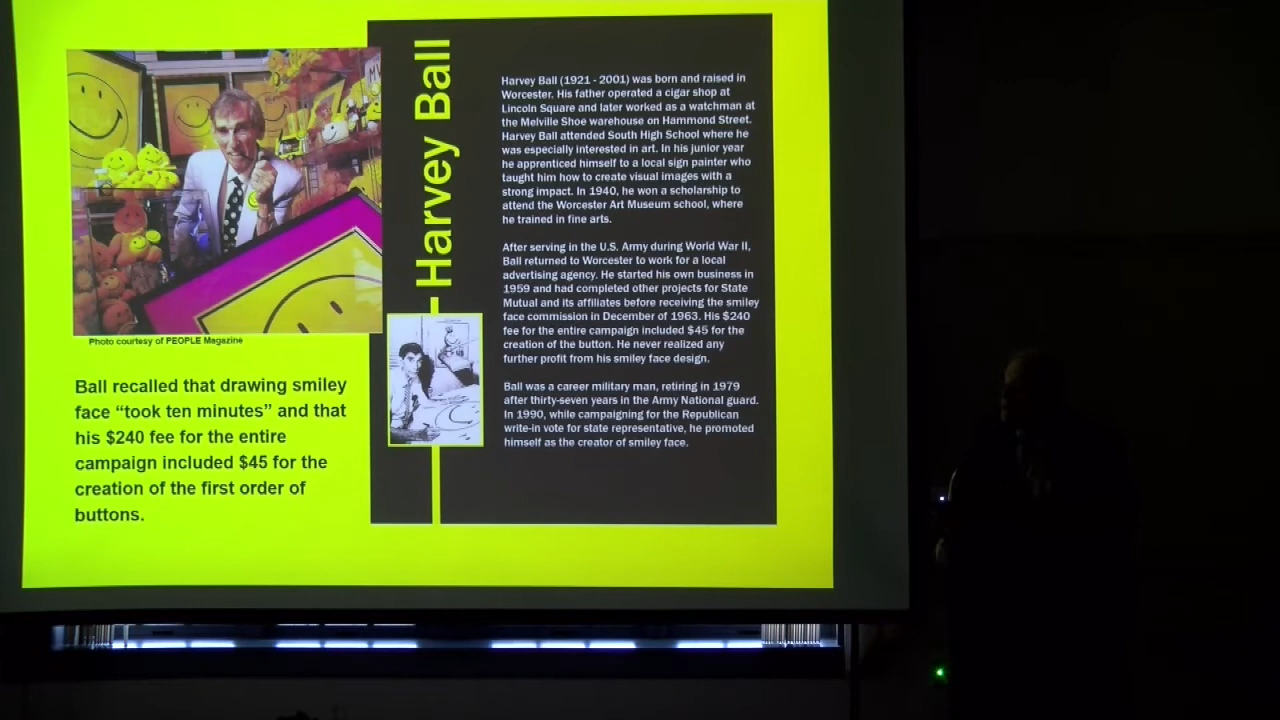 Harvey Ball
Photo courtesy of PEOPLE Magazine
Ball recalled that drawing smiley
face “took ten minutes” and that
his $240 fee for the entire
campaign included $45 for the
creation of the first order of
buttons.
Harvey Ball (1921 - 2001) was born and raised in
Worcester. His father operated a cigar shop at
Lincoln Square and later worked as a watchman at
the Melville Shoe warehouse on Hammond Street.
Harvey Ball attended South High School where he
was especially interested in art. In his junior year
he apprenticed himself to a local sign painter who
taught him how to create visual images with a
strong impact. In 1940, he won a scholarship to
attend the Worcester Art Museum school, where
he trained in fine arts.
After serving in the U.S. Army during World War II,
Ball returned to Worcester to work for a local
advertising agency. He started his own business in
1959 and had completed other projects for State
Mutual and its affiliates before receiving the smiley
face commission in December of 1963. His $240
fee for the entire campaign included $45 for the
creation of the button. He never realized any
further profit from his smiley face design.
Ball was a career military man, retiring in 1979
after thirty-seven years in the Army National guard.
In 1990, while campaigning for the Republican
write-in vote for state representative, he promoted
himself as the creator of smiley face.